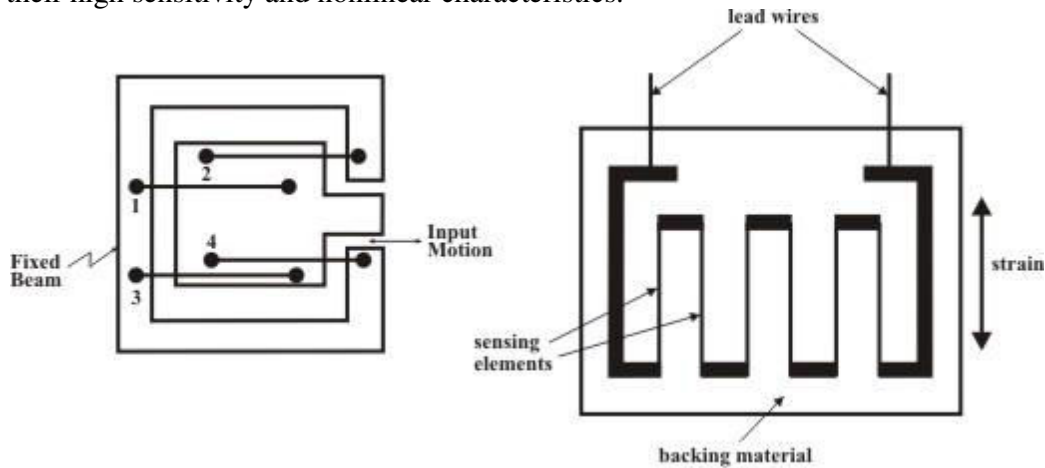 their high sensitivity and nonlinear characteristics.
lead wires
2
1
4
3
Fixed
Beam
Input
Motion
strain
sensing
elements
backing material